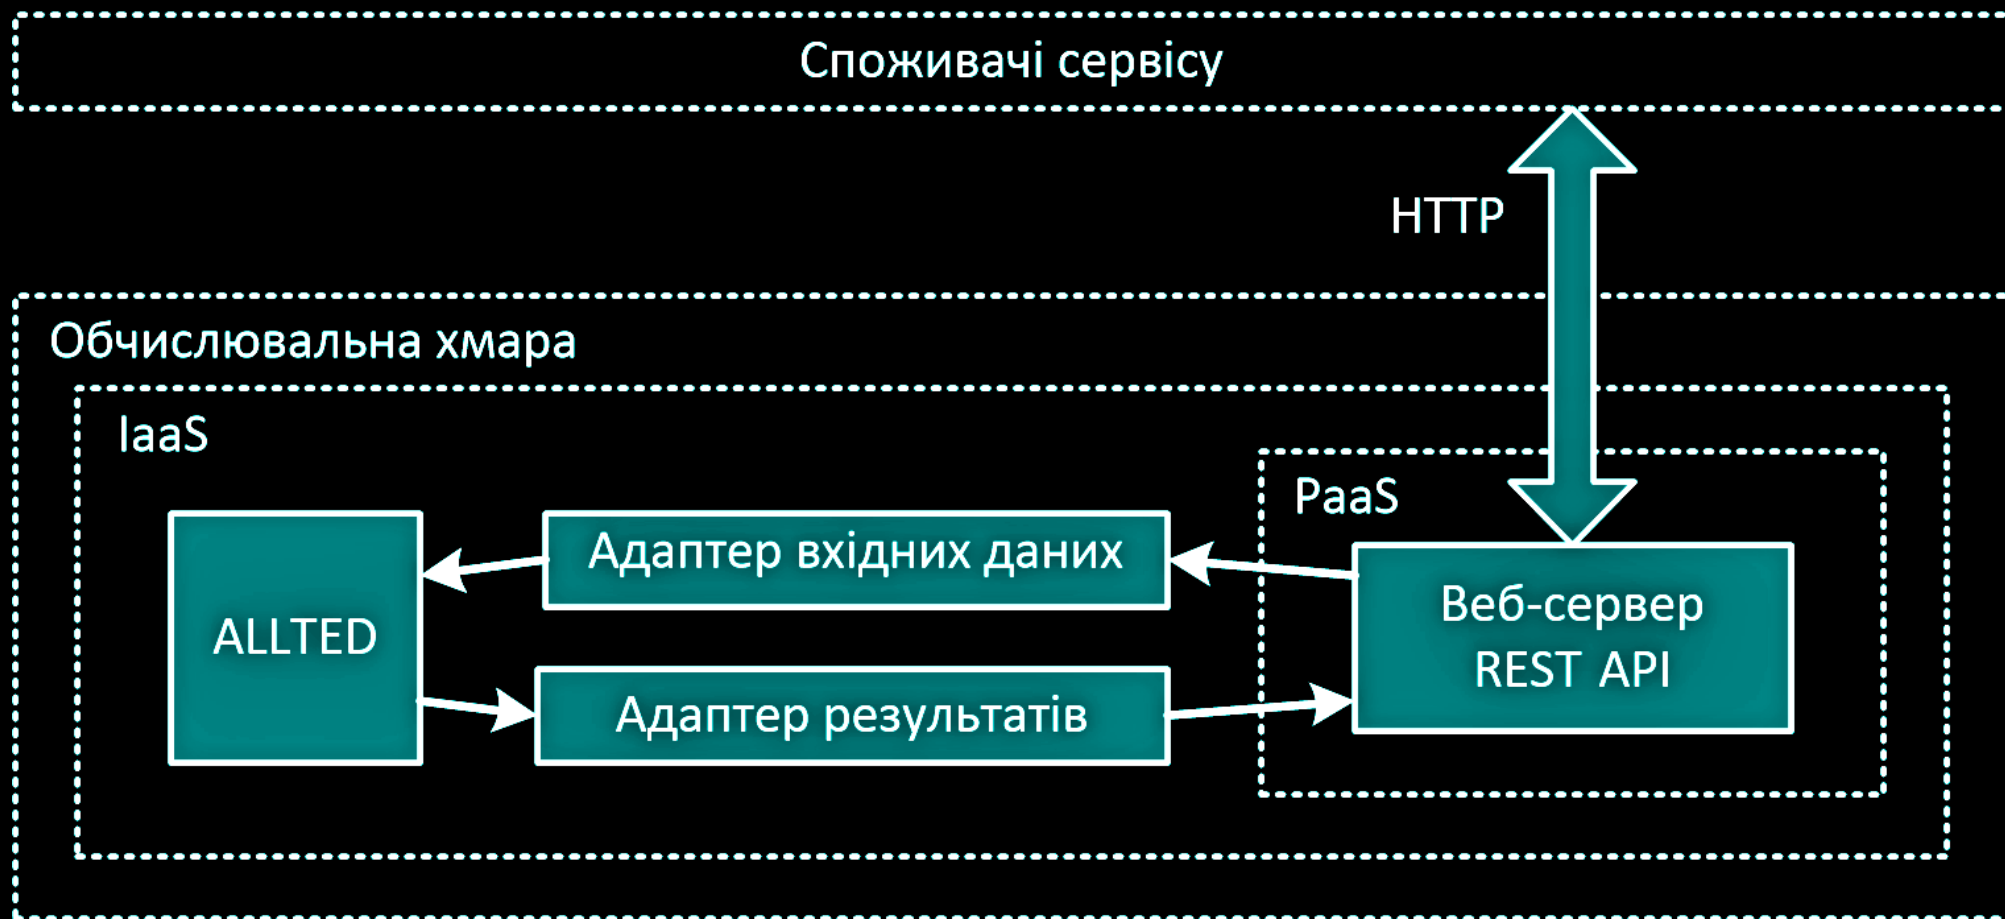 Споживачі сервісу
HTTP
Обчислювальна хмара
IaaS
PaaS
Адаптер вхідних даних
Веб-сервер
REST API
ALLTED
Адаптер результатів